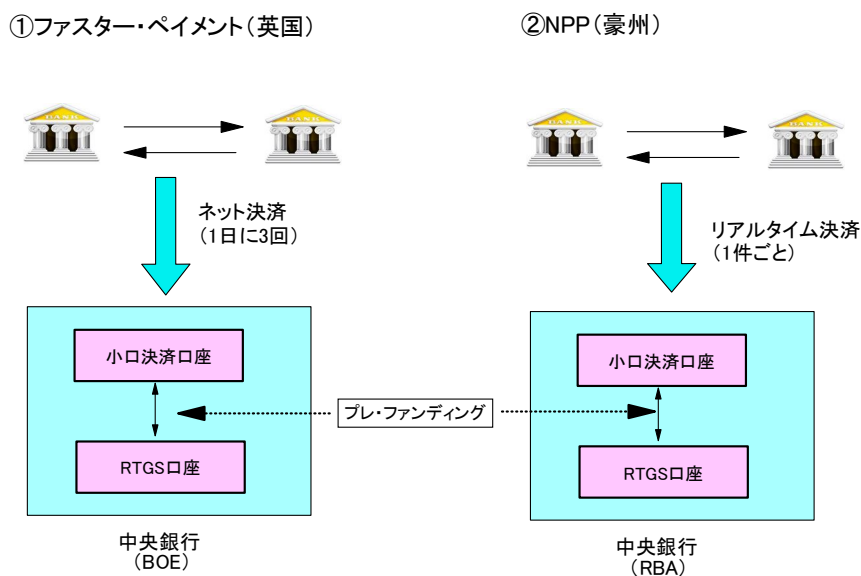 ①ファスター・ペイメント(英国)
②NPP(豪州)
BANK
BANK
BANK
BANK
ネット決済
(1日に3回)
リアルタイム決済
(1件ごと)
小口決済口座
小口決済口座
プレ・ファンディング
RTGS口座
RTGS口座
中央銀行
(BOE)
中央銀行
(RBA)